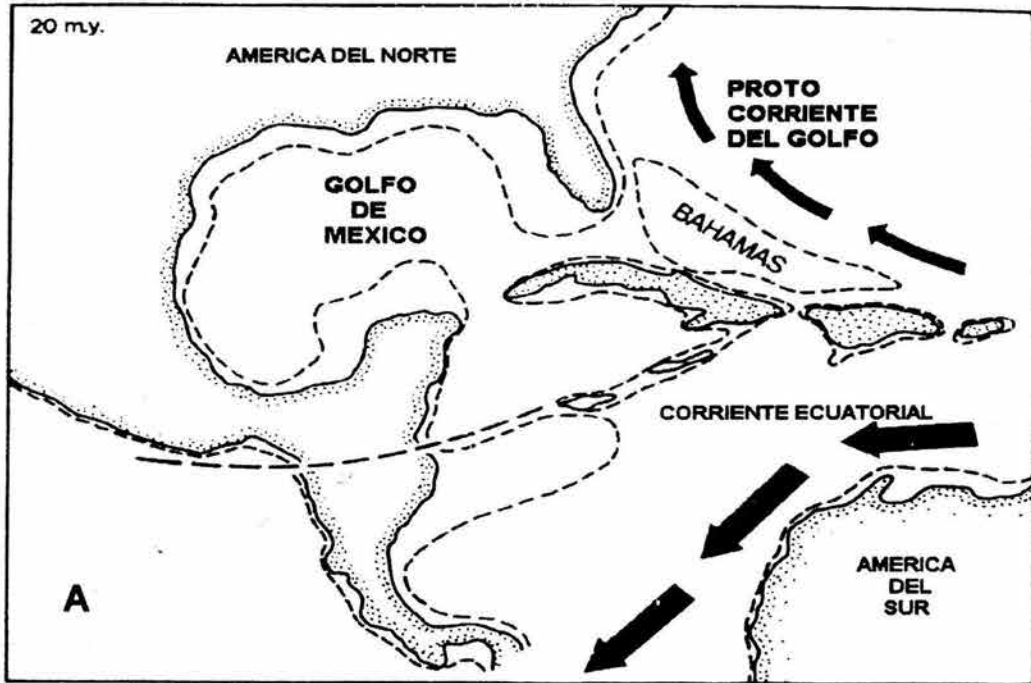 20 m.y.
AMERICA DEL NORTE
PROTO
CORRIENTE
DEL GOLFO
GOLFO
DE
MEXICO
BAHAMAS
CORRIENTE ECUATORIAL
AMERICA
DEL
SUR
A